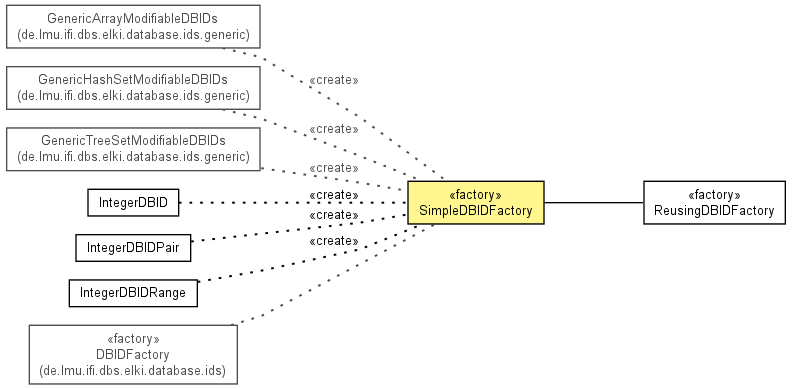 GenericArrayModifiableDBIDs
(de.lmu.ifi.dbs.elki.database.ids.generic)
«create»
GenericHashSetModifiableDBIDs
(de.lmu.ifi.dbs.elki.database.ids.generic)
«create»
GenericTreeSetModifiableDBIDs
(de.lmu.ifi.dbs.elki.database.ids.generic)
«create»
IntegerDBID
«create»
«factory»
SimpleDBIDFactory
«factory»
ReusingDBIDFactory
«create»
IntegerDBIDPair
«create»
IntegerDBIDRange
«factory»
DBIDFactory
(de.lmu.ifi.dbs.elki.database.ids)